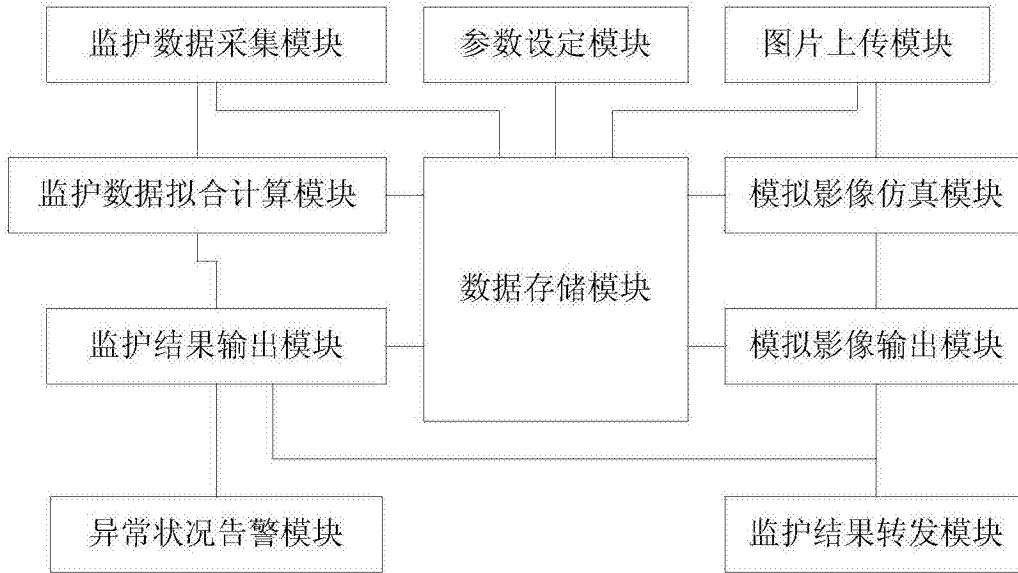 监护数据采集模块
参数设定模块
图片上传模块
监护数据拟合计算模块
模拟影像仿真模块
数据存储模块
监护结果输出模块
模拟影像输出模块
异常状况告警模块
监护结果转发模块